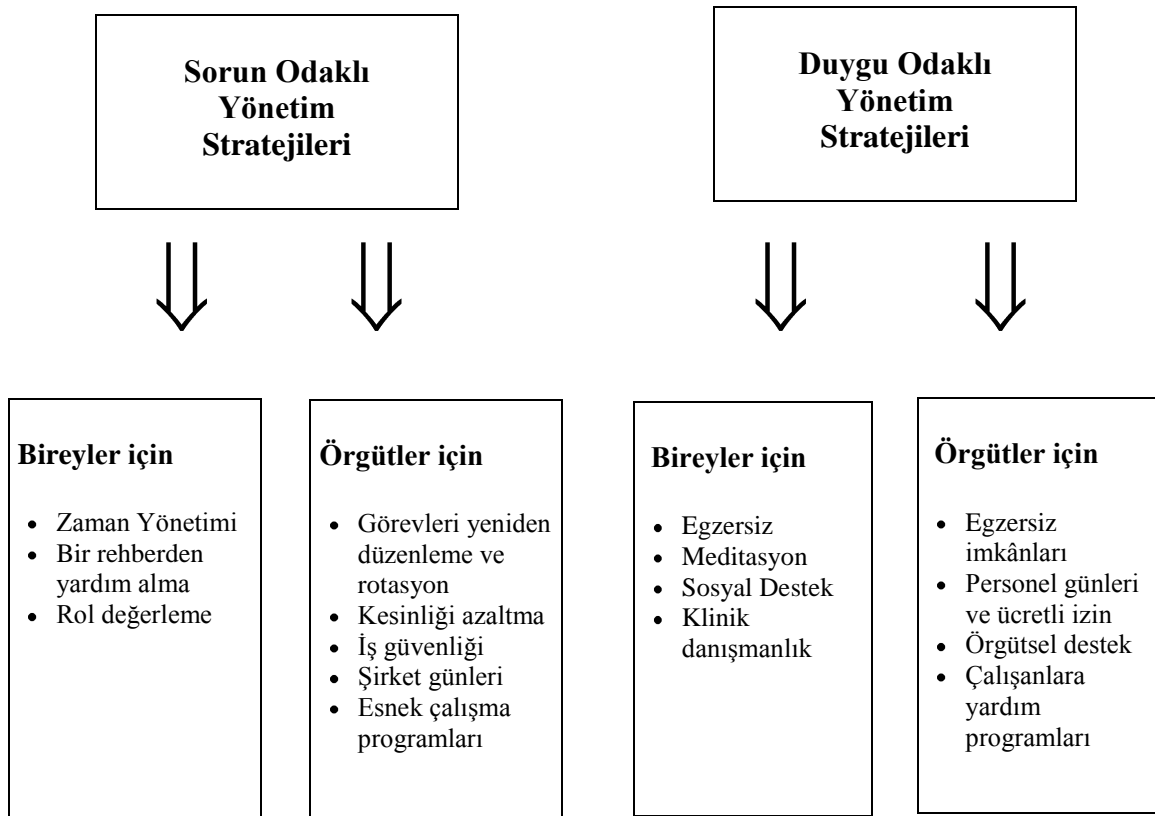 Sorun Odaklı
Yönetim
Stratejileri
Duygu Odaklı
Yönetim
Stratejileri
Bireyler için
• Zaman Yönetimi
• Bir rehberden
yardım alma
• Rol değerleme
Örgütler için
• Görevleri yeniden
düzenleme ve
rotasyon
• Kesinliği azaltma
• İş güvenliği
• Şirket günleri
• Esnek çalışma
programları
Bireyler için
• Egzersiz
• Meditasyon
• Sosyal Destek
• Klinik
danışmanlık
Örgütler için
• Egzersiz
imkânları
• Personel günleri
ve ücretli izin
• Örgütsel destek
• Çalışanlara
yardım
programları